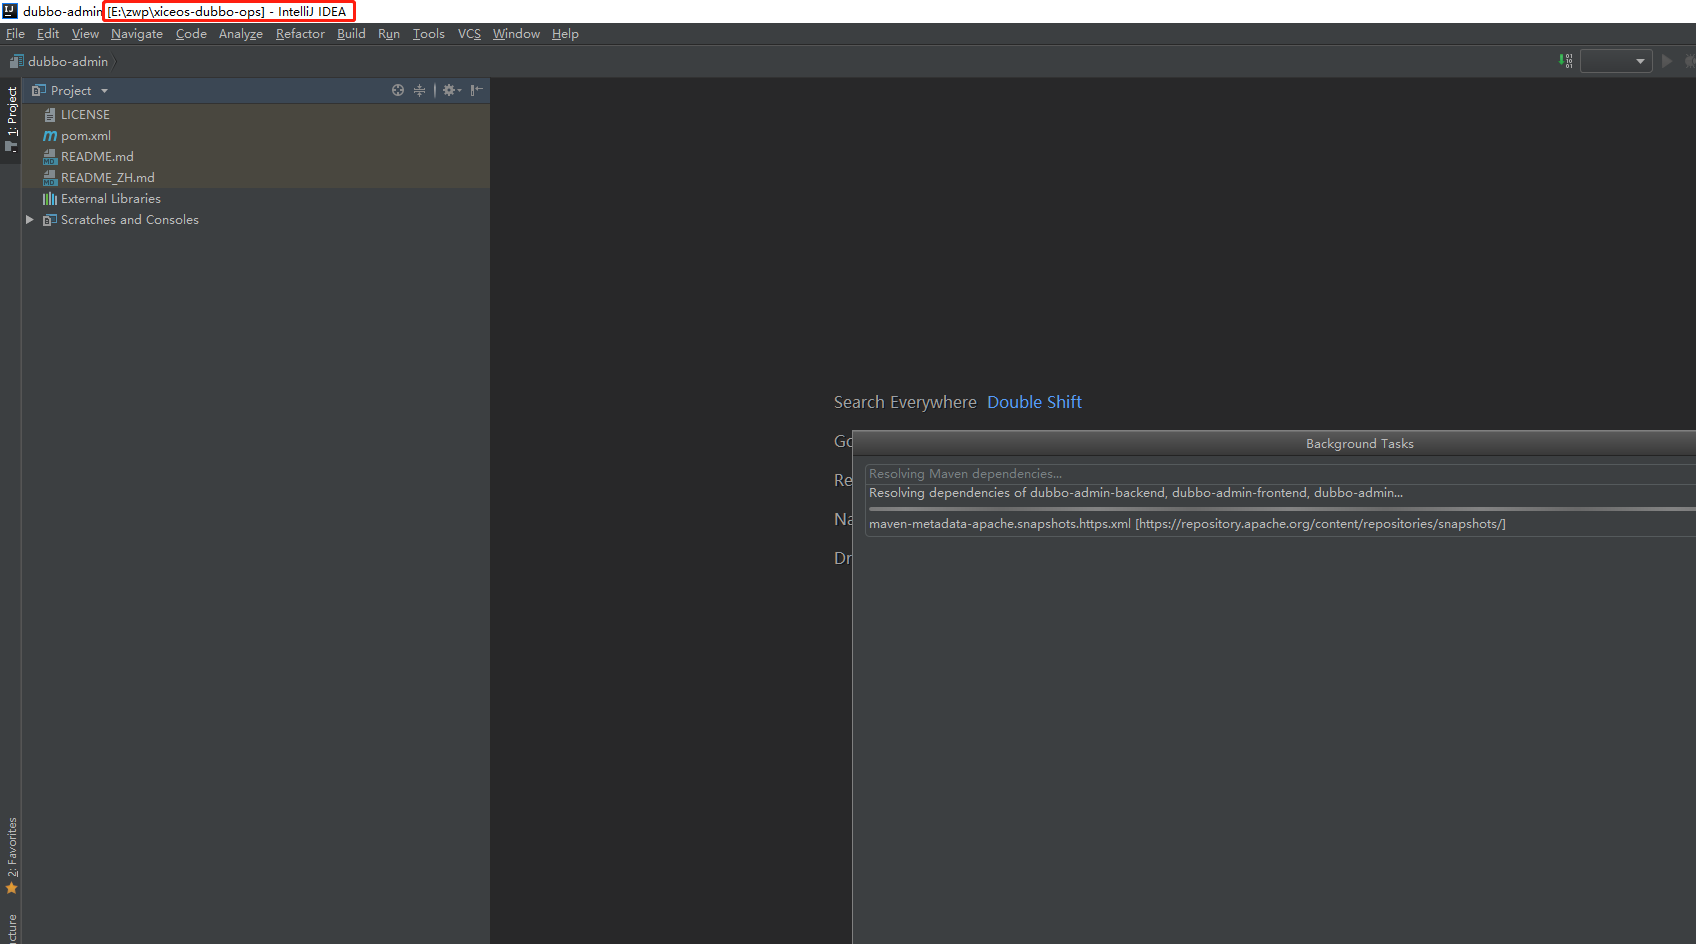 dubbo-admin [E:\zwp\xiceos-dubbo-ops] - IntelliJ IDEA
File Edit View Navigate Code Analyze Refactor Build Run Tools VCS Window Help
dubbo-admin
Project
1: Project
LICENSE
pom.xml
README.md
README_ZH.md
External Libraries
Scratches and Consoles
Search Everywhere Double Shift
Go
Re
Na
Dr
Background Tasks
Resolving Maven dependencies...
Resolving dependencies of dubbo-admin-backend, dubbo-admin-frontend, dubbo-admin...
maven-metadata-apache.snapshots.https.xml [https://repository.apache.org/content/repositories/snapshots/]
2: Favorites
cture